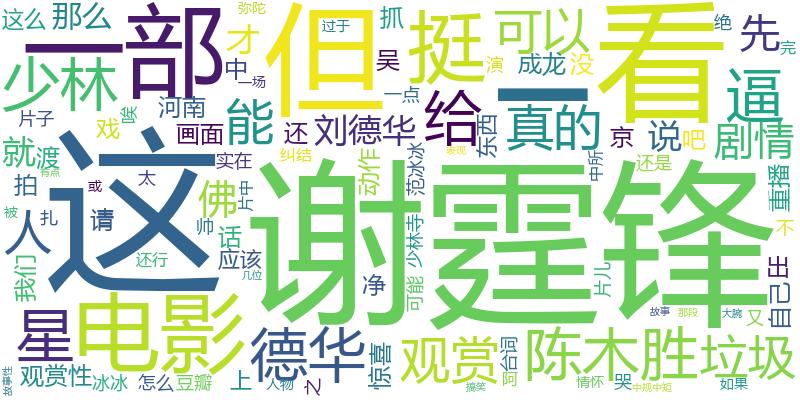 这么
那么
弥陀
过于
抓
绝
一部
但
挺
可以
看
先
才
吴
成龙
没
演
完
少林
中
一场
一
逼
片子
唉
河南
能
一点
给
真的
戏
画面
还
刘德华
东西
京
说
吧
剧情
就
渡
实在
纠结
表现
中所
还是
重播
有点
这
谢霆锋
拍
或
太
片中
动作
范冰冰
佛
人
扎
请
话
帅
少林寺
不
被
我们
还行
应该
几位
净
可能
片儿
自己
出
星
电影
德华
惊喜
观赏
陈木胜
垃圾
故事
那段
大腕
又
故事性
观赏性
冰冰
怎么
豆瓣
上
人物
之
阿
台词
搞笑
情怀
哭
中规中矩
如果